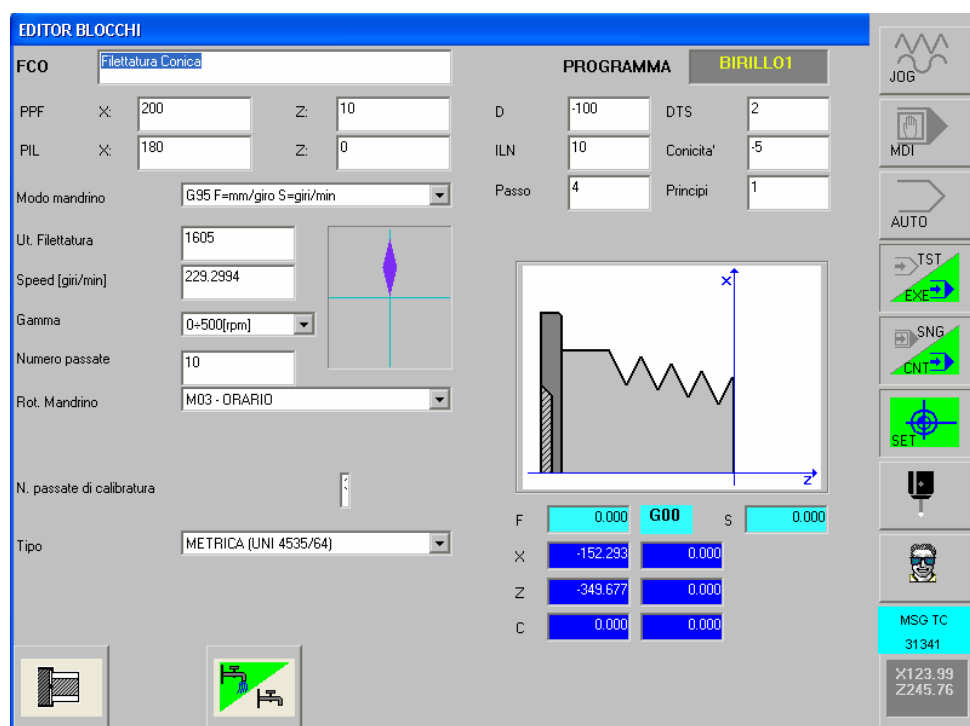 EDITOR BLOCCHI
FCO Filettatura Conica PROGRAMMA BIRILLO1
PPF X: 200 Z: 10 D -100 DTS 2
PIL X: 180 Z: 0 ILN 10 Conicita' -5
Modo mandrino G95 F=mm/giro S=giri/min Passo 4 Principi 1
Ut. Filettatura 1605
Speed [giri/min] 229.2994
Gamma 0÷500[rpm]
Numero passate 10
Rot. Mandrino M03 - ORARIO
N. passate di calibratura
Tipo METRICA (UNI 4535/64)
X
Z
F 0.000 G00 S 0.000
X -152.293 0.000
Z -349.677 0.000
C 0.000 0.000
JOG
MDI
AUTO
TST
EXE
SNG
CNT
SET
MSG TC
31341
X123.99
Z245.76